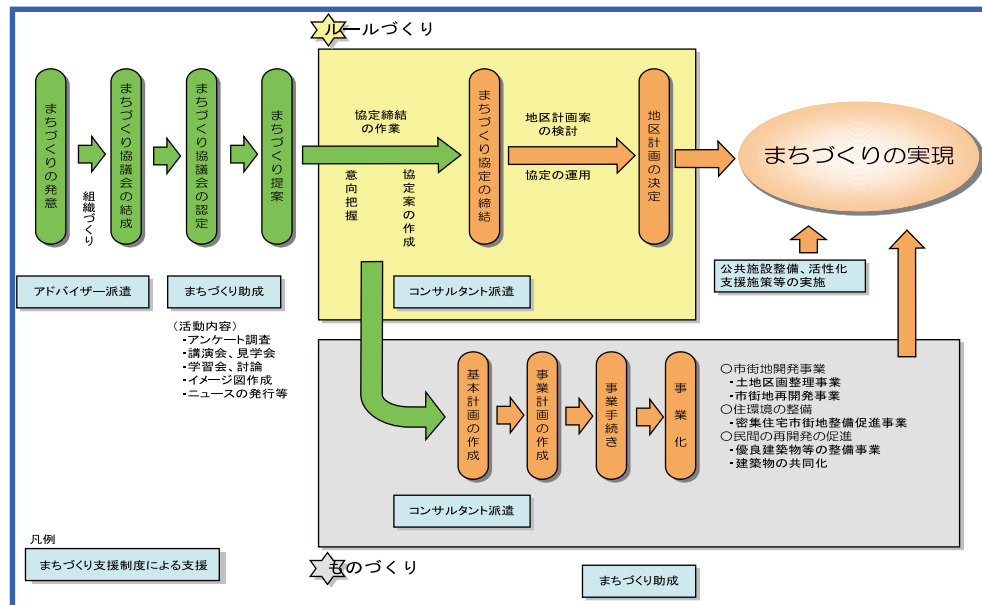 ルールづくり
まちづくりの発意
組織づくり
まちづくり協議会の結成
まちづくり協議会の認定
まちづくり提案
協定締結
の作業
意向把握
協定案の作成
まちづくり協定の締結
地区計画案
の検討
協定の運用
地区計画の決定
まちづくりの実現
公共施設整備、活性化
支援施策等の実施
アドバイザー派遣
まちづくり助成
コンサルタント派遣
(活動内容)
・アンケート調査
・講演会、見学会
・学習会、討論
・イメージ図作成
・ニュースの発行等
基本計画の作成
事業計画の作成
事業手続き
事業化
○市街地開発事業
・土地区画整理事業
・市街地再開発事業
○住環境の整備
・密集住宅市街地整備促進事業
○民間の再開発の促進
・優良建築物等の整備事業
・建築物の共同化
コンサルタント派遣
凡例
まちづくり支援制度による支援
ものづくり
まちづくり助成